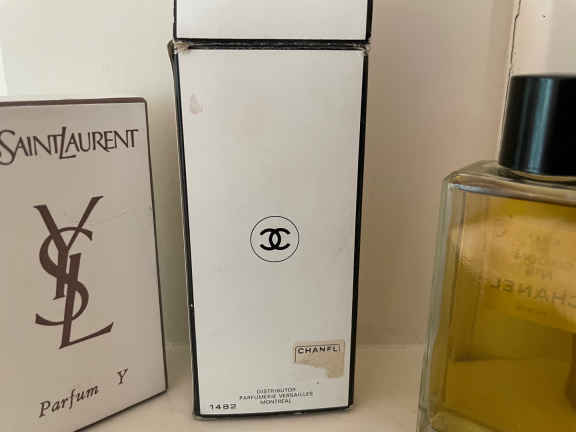 SAINTLAURENT
YSL
Parfum Y
CHANEL
DISTRIBUTOR
PARFUMERIE VERSAILLES
MONTREAL
1482
CHANEL